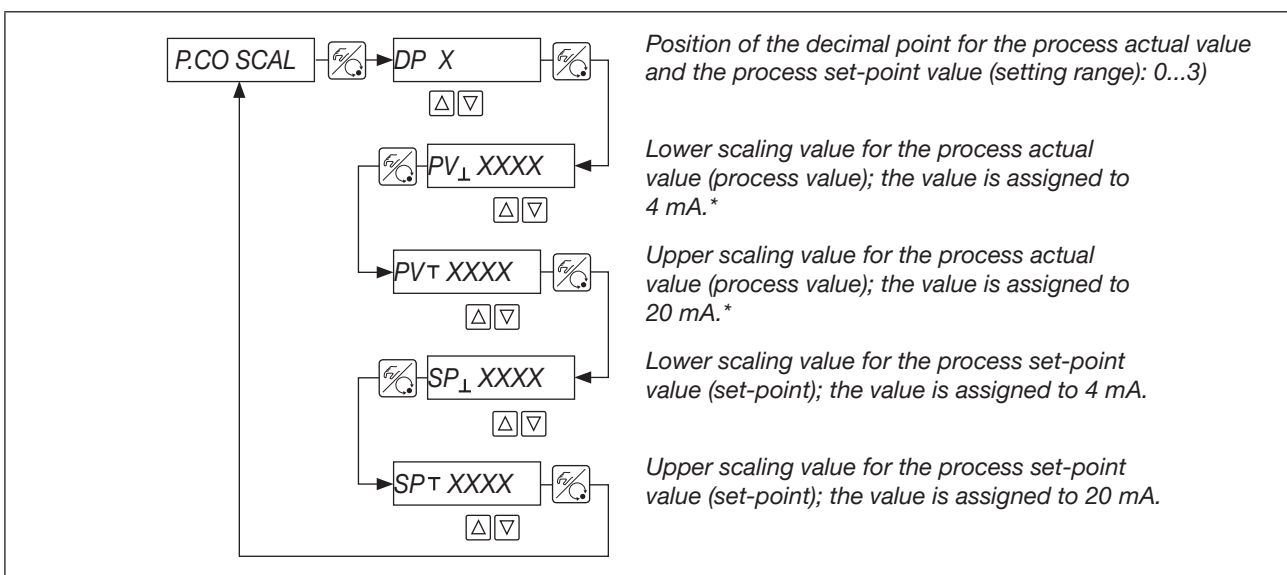 P.CO SCAL
DP X
Position of the decimal point for the process actual value
and the process set-point value (setting range): 0...3)
PV⊥ XXXX
Lower scaling value for the process actual
value (process value); the value is assigned to
4 mA.*
PV⊤ XXXX
Upper scaling value for the process actual
value (process value); the value is assigned to
20 mA.*
SP⊥ XXXX
Lower scaling value for the process set-point
value (set-point); the value is assigned to 4 mA.
SP⊤ XXXX
Upper scaling value for the process set-point
value (set-point); the value is assigned to 20 mA.